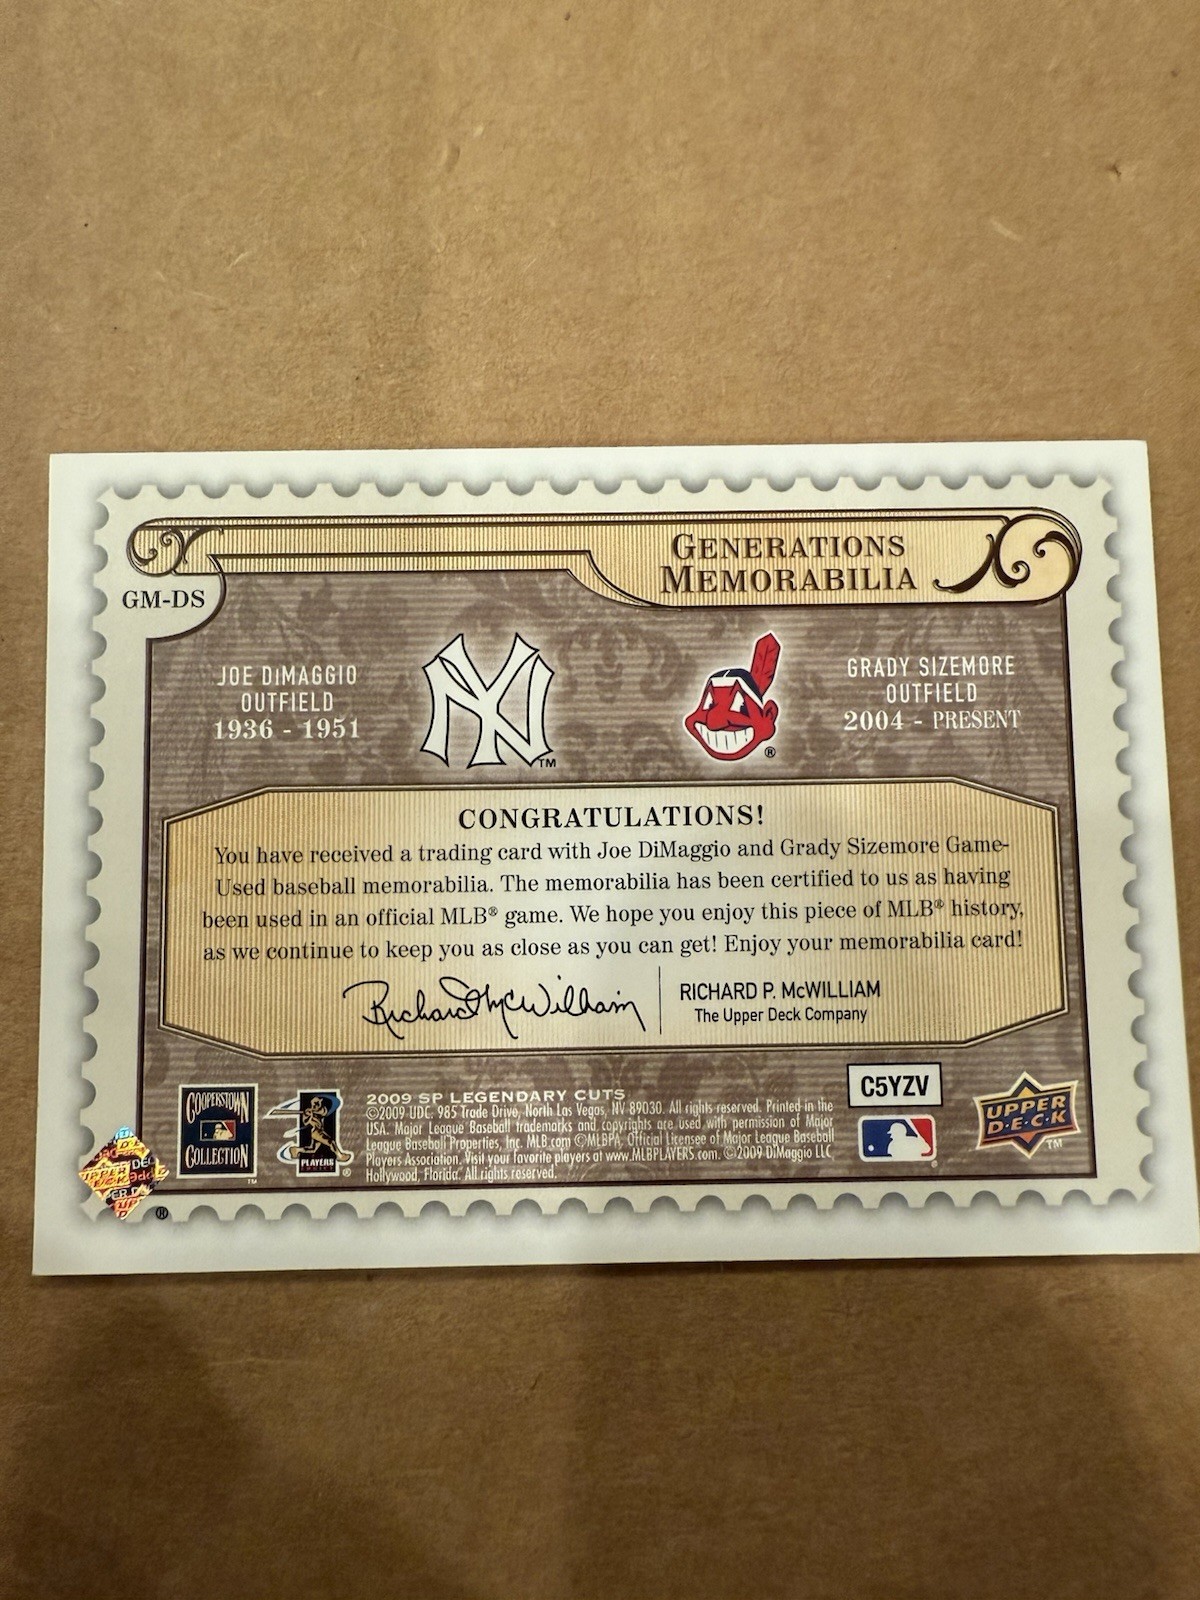 GENERATIONS
MEMORABILIA
GM-DS
JOE DiMAGGIO
OUTFIELD
1936 - 1951
NY
TM
®
GRADY SIZEMORE
OUTFIELD
2004 - PRESENT
CONGRATULATIONS!
You have received a trading card with Joe DiMaggio and Grady Sizemore Game-
Used baseball memorabilia. The memorabilia has been certified to us as having
been used in an official MLB® game. We hope you enjoy this piece of MLB® history,
as we continue to keep you as close as you can get! Enjoy your memorabilia card!
Richard McWilliam
RICHARD P. McWILLIAM
The Upper Deck Company
COOPERSTOWN
COLLECTION
TM
PLAYERS
®
2009 SP LEGENDARY CUTS
©2009 UDC. 985 Trade Drive, North Las Vegas, NV 89030. All rights reserved. Printed in the
USA. Major League Baseball trademarks and copyrights are used with permission of Major
League Baseball Properties, Inc. MLB.com ©MLBPA. Official Licensee of Major League Baseball
Players Association. Visit your favorite players at www.MLBPLAYERS.com. ©2009 DiMaggio LLC,
Hollywood, Florida. All rights reserved.
C5YZV
UPPER
D·E·C·K
TM
®